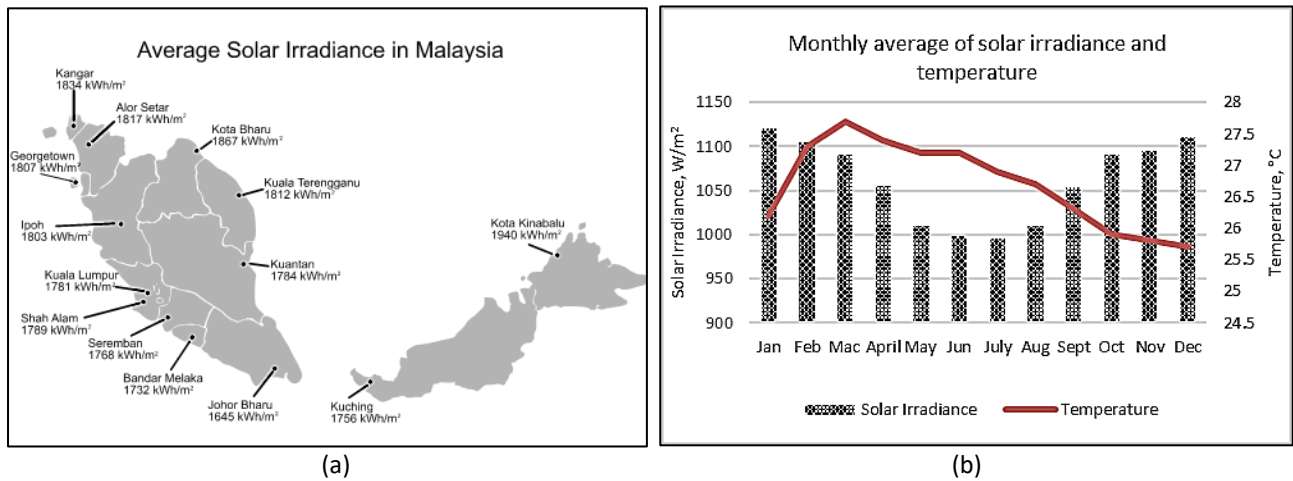 Average Solar Irradiance in Malaysia
Kangar
1834 kWh/m²
Alor Setar
1817 kWh/m²
Kota Bharu
1867 kWh/m²
Georgetown
1807 kWh/m²
Kuala Terengganu
1812 kWh/m²
Ipoh
1803 kWh/m²
Kota Kinabalu
1940 kWh/m²
Kuantan
1784 kWh/m²
Kuala Lumpur
1781 kWh/m²
Shah Alam
1789 kWh/m²
Seremban
1768 kWh/m²
Bandar Melaka
1732 kWh/m²
Johor Bharu
1645 kWh/m²
Kuching
1756 kWh/m²
(a)
Monthly average of solar irradiance and
temperature
Solar Irradiance, W/m²
1150
1100
1050
1000
950
900
28
27.5
27
26.5
26
25.5
25
24.5
Temperature, °C
Jan Feb Mac April May Jun July Aug Sept Oct Nov Dec
Solar Irradiance Temperature
(b)